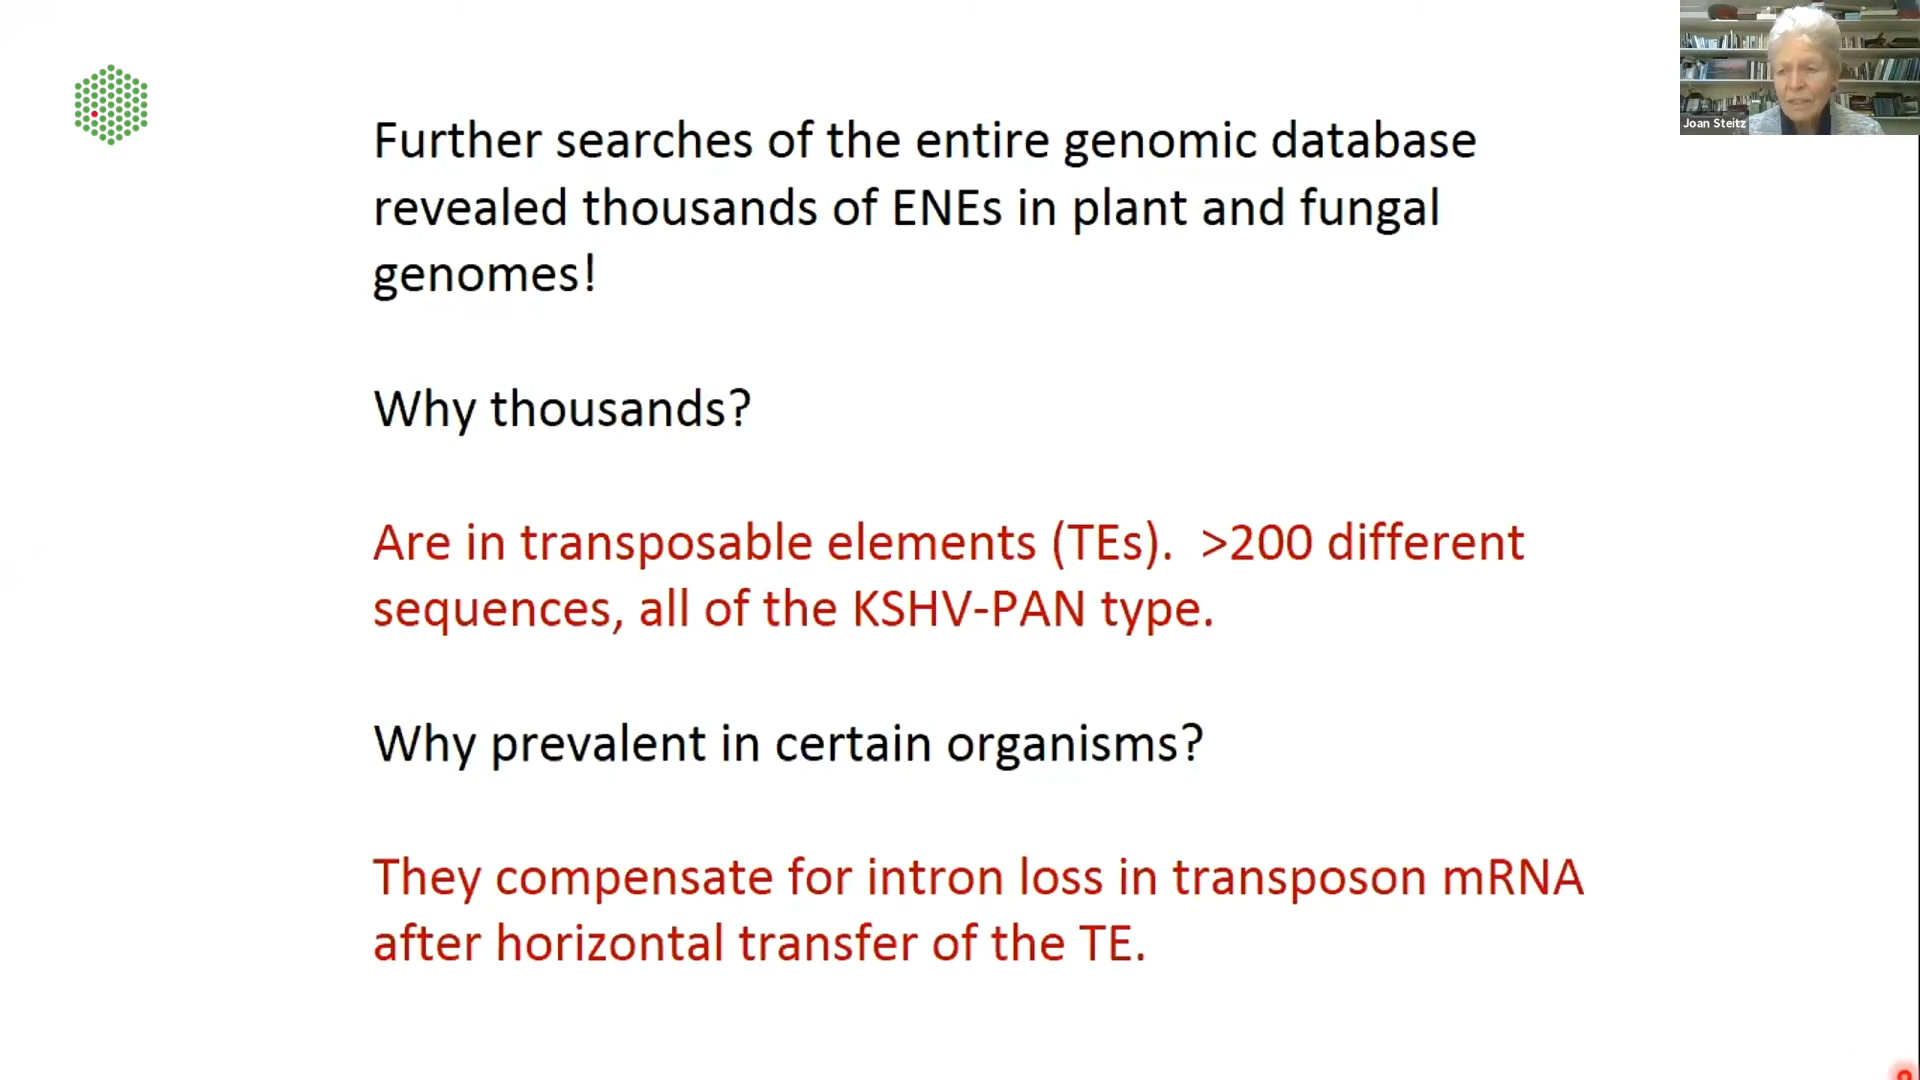 Further searches of the entire genomic database
revealed thousands of ENEs in plant and fungal
genomes!
Why thousands?
Are in transposable elements (TEs). >200 different
sequences, all of the KSHV-PAN type.
Why prevalent in certain organisms?
They compensate for intron loss in transposon mRNA
after horizontal transfer of the TE.
Joan Steitz